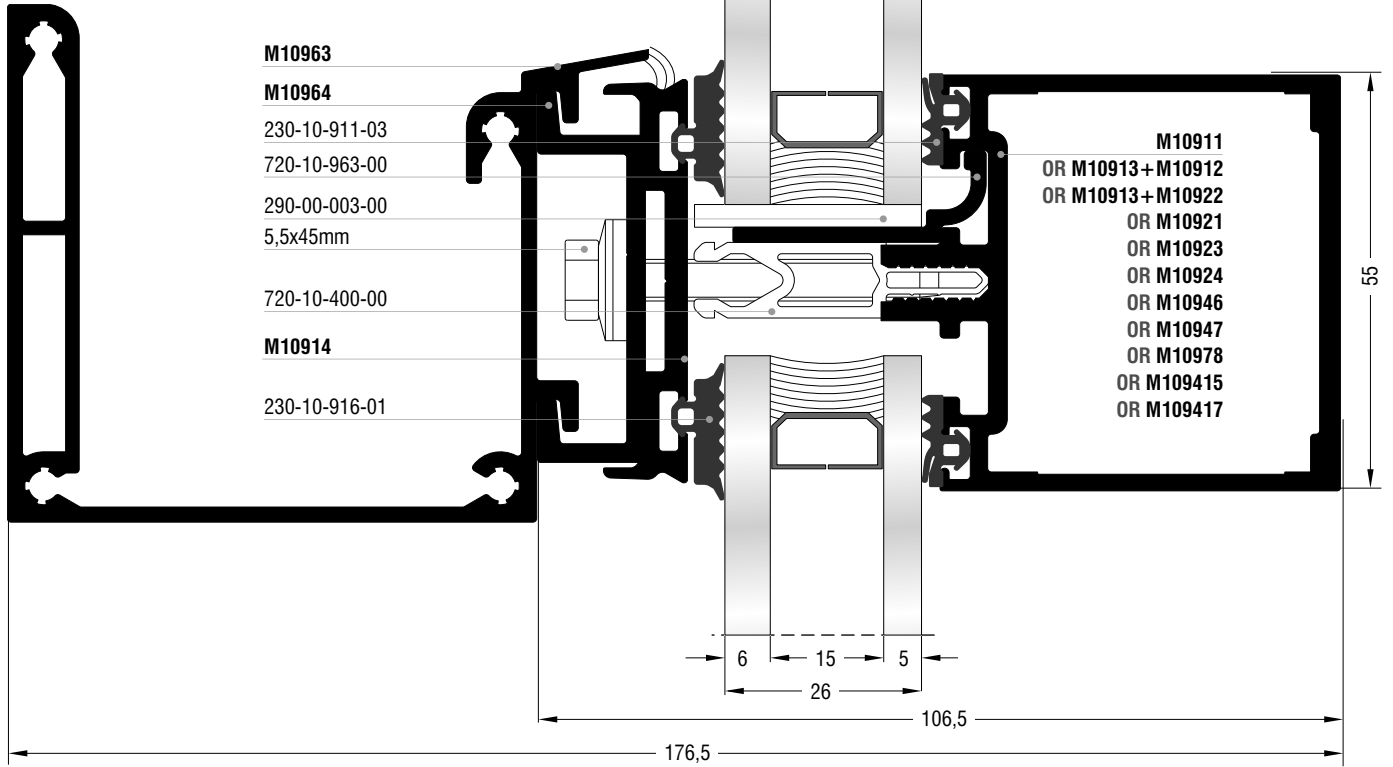 M10963
M10964
230-10-911-03
720-10-963-00
290-00-003-00
5,5x45mm
720-10-400-00
M10914
230-10-916-01
M10911
OR M10913+M10912
OR M10913+M10922
OR M10921
OR M10923
OR M10924
OR M10946
OR M10947
OR M10978
OR M109415
OR M109417
55
6
15
5
26
106,5
176,5